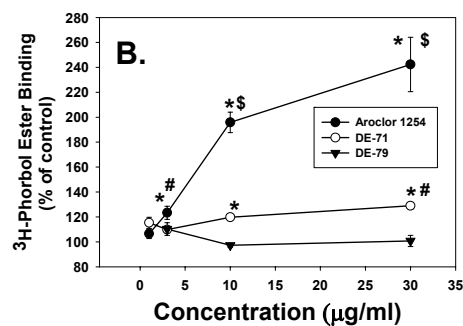 B.
³H-Phorbol Ester Binding
(% of control)
260
240
220
200
180
160
140
120
100
80
* $
* $
* #
*
* #
Aroclor 1254
DE-71
DE-79
0 5 10 15 20 25 30 35
Concentration (μg/ml)